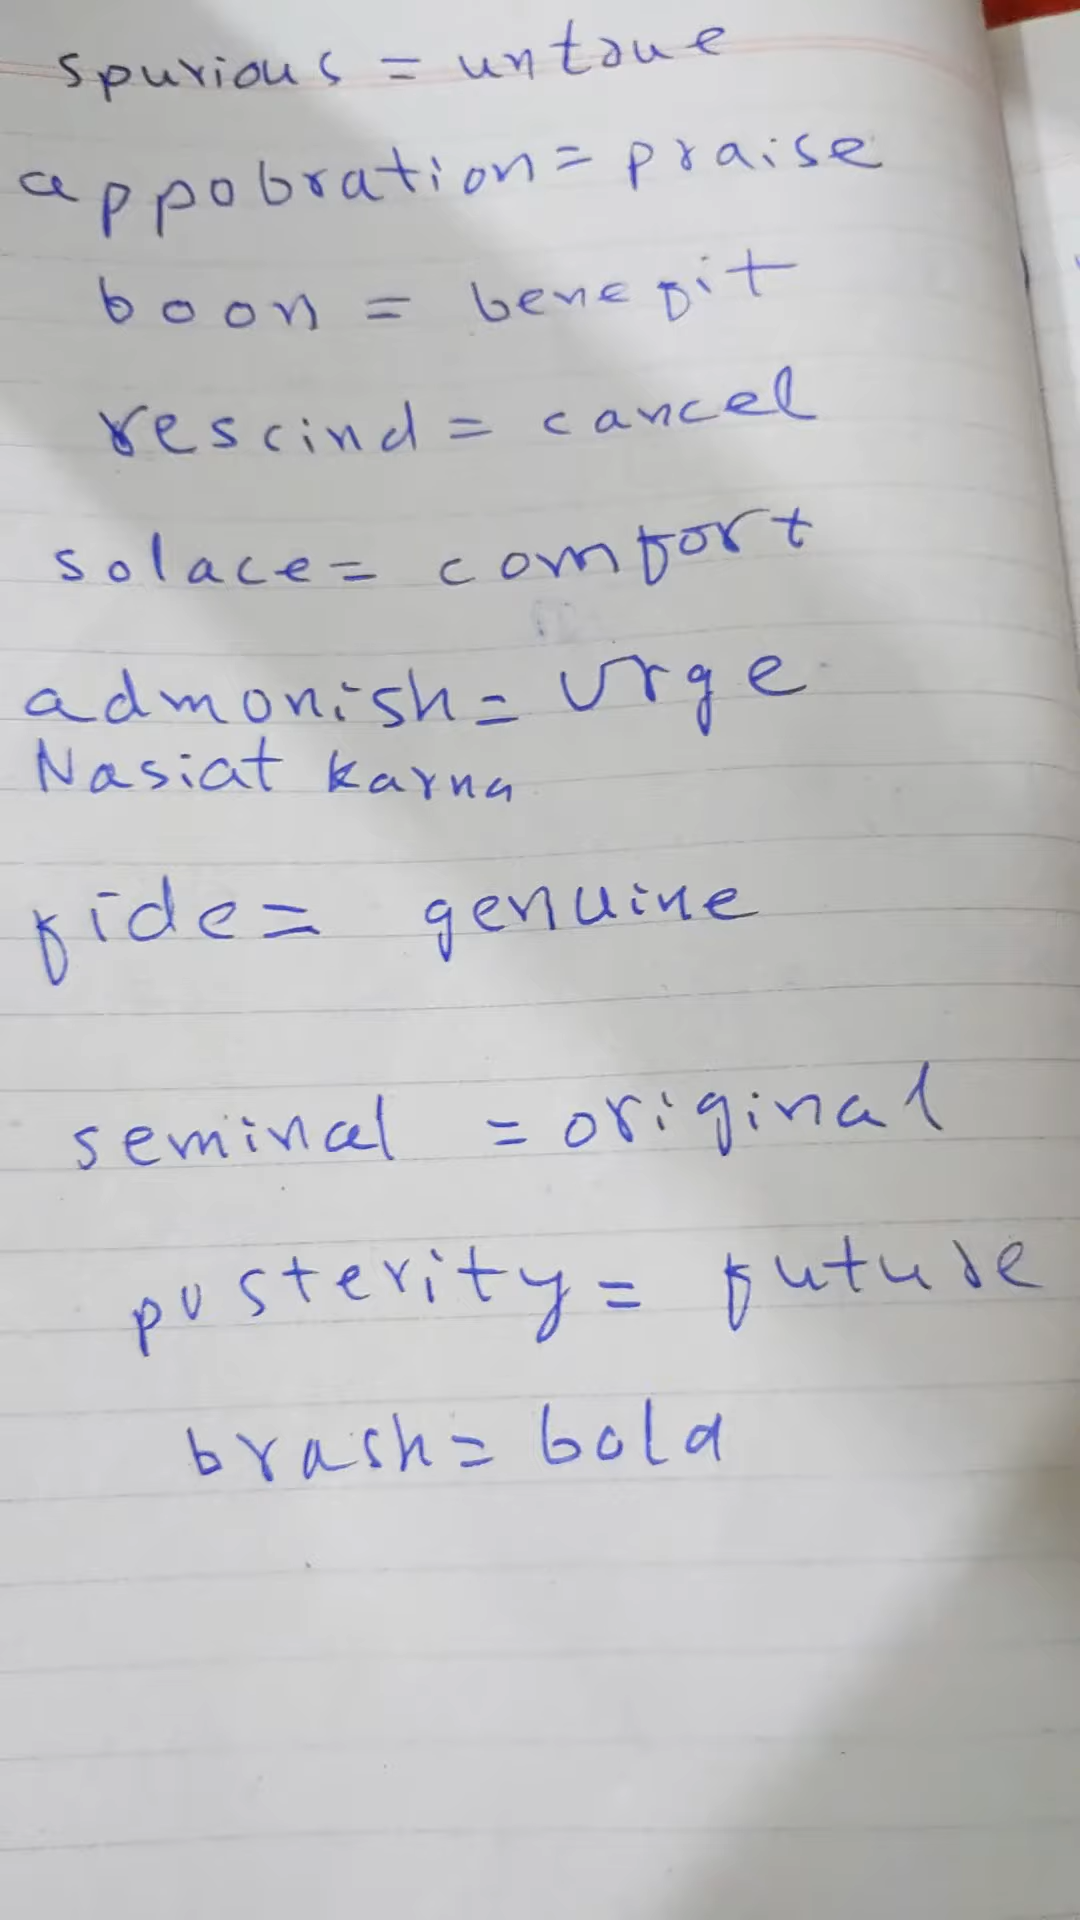 spurious = untrue
appobration = praise
boon = benefit
rescind = cancel
solace = comfort
admonish = Urge
Nasiat karna
fide = genuine
seminal = original
posterity = future
brash = bold